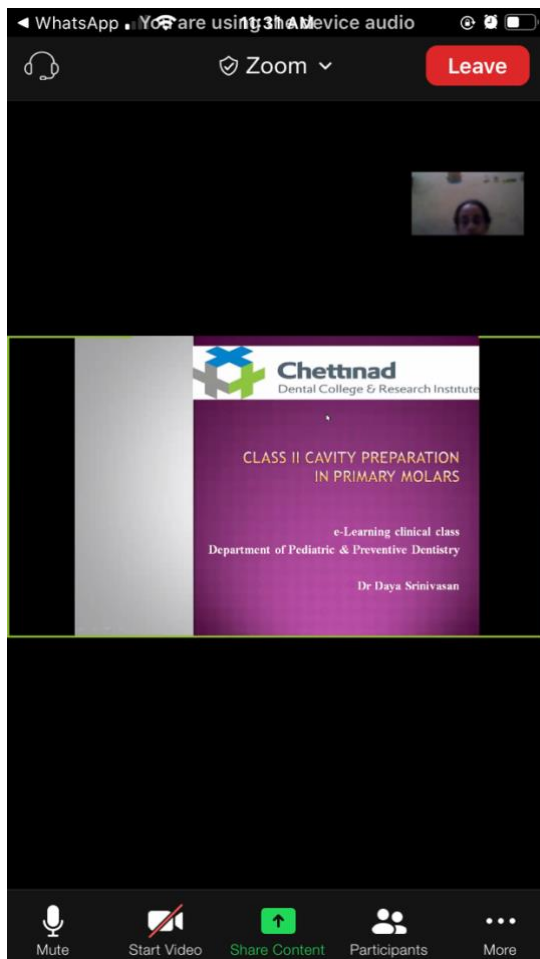 ◄ WhatsApp
You are using the device audio
11:31 AM
Zoom
Leave
Chettinad
Dental College & Research Institute
CLASS II CAVITY PREPARATION
IN PRIMARY MOLARS
e-Learning clinical class
Department of Pediatric & Preventive Dentistry
Dr Daya Srinivasan
Mute Start Video Share Content Participants More